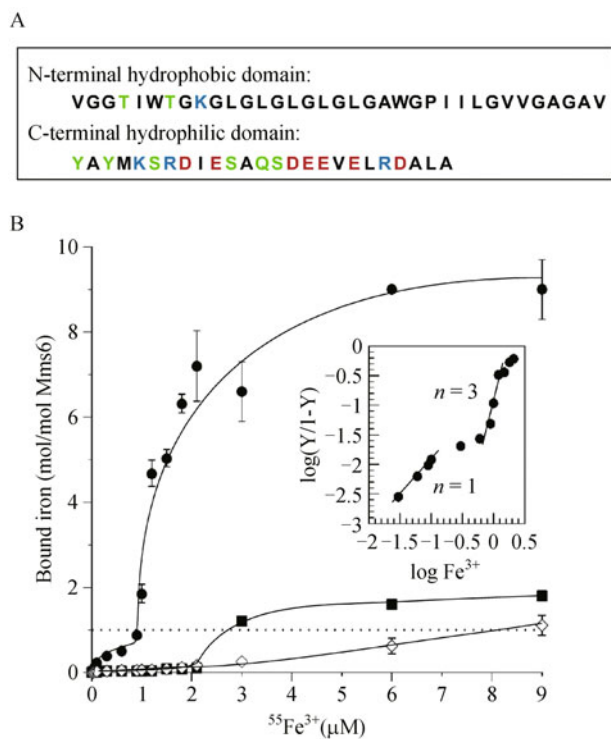 A
N-terminal hydrophobic domain:
VGGTIWTGKGLGLGLGLGLGAWGPIILGVVGAGAV
C-terminal hydrophilic domain:
YAYMKSRDIESAQSDEEVELRDALA
B
10
8
6
4
2
0
Bound iron (mol/mol Mms6)
0 1 2 3 4 5 6 7 8 9
⁵⁵Fe³⁺(μM)
0
−0.5
−1
−1.5
−2
−2.5
−3
log(Y/1-Y)
n = 3
n = 1
−2 −1.5 −1 −0.5 0 0.5
log Fe³⁺